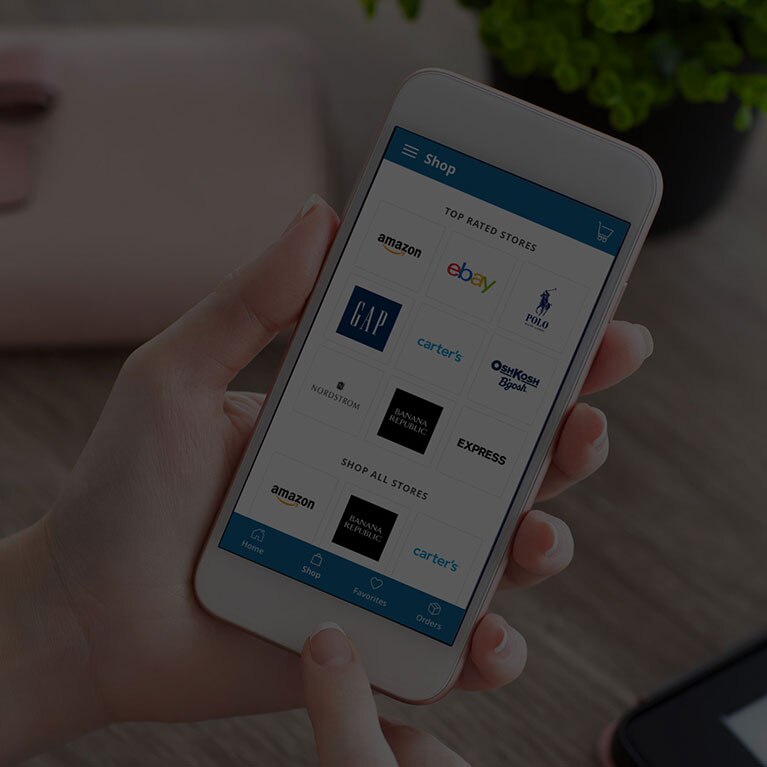 Shop
TOP RATED STORES
amazon
ebay
POLO
GAP
carter's
OshKosh
B'gosh
NORDSTROM
BANANA
REPUBLIC
EXPRESS
SHOP ALL STORES
amazon
BANANA
REPUBLIC
carter's
Home
Shop
Favorites
Orders